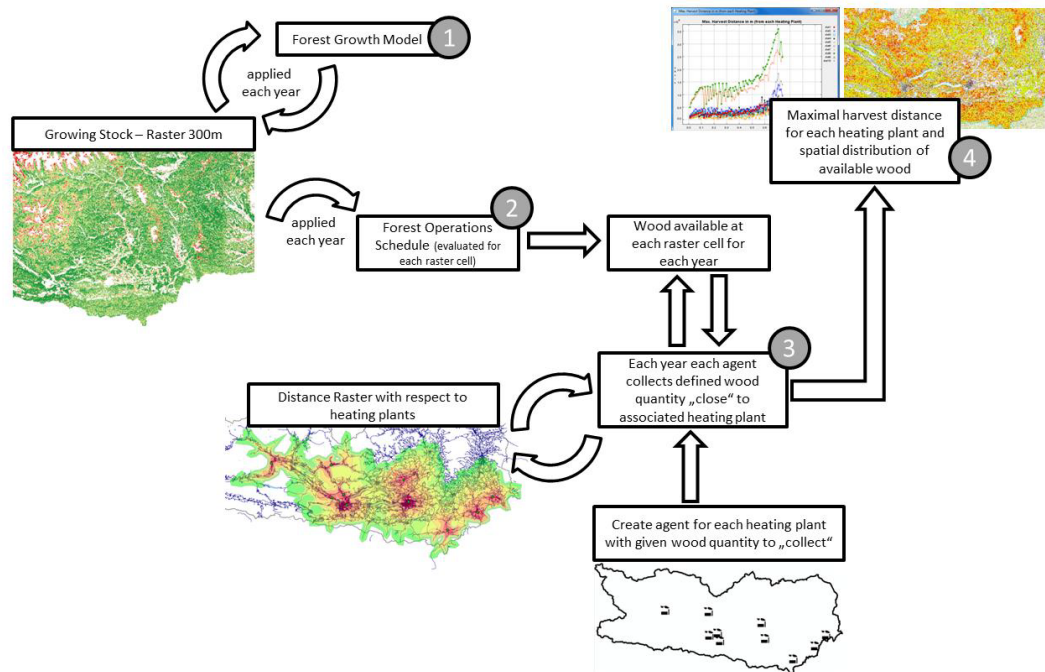 Forest Growth Model
1
applied
each year
Growing Stock – Raster 300m
applied
each year
2
Forest Operations
Schedule (evaluated for
each raster cell)
Wood available at
each raster cell for
each year
Maximal harvest distance
for each heating plant and
spatial distribution of
available wood
4
3
Each year each agent
collects defined wood
quantity „close“ to
associated heating plant
Distance Raster with respect to
heating plants
Create agent for each heating plant
with given wood quantity to „collect“